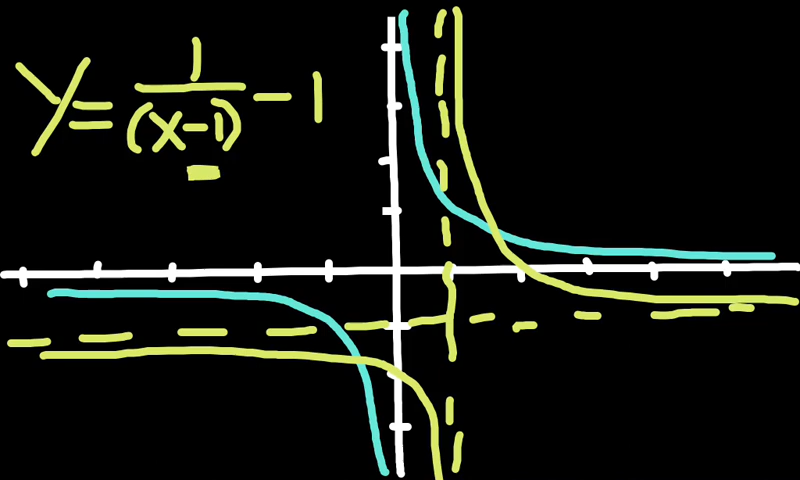 y = 1/(x-1) - 1